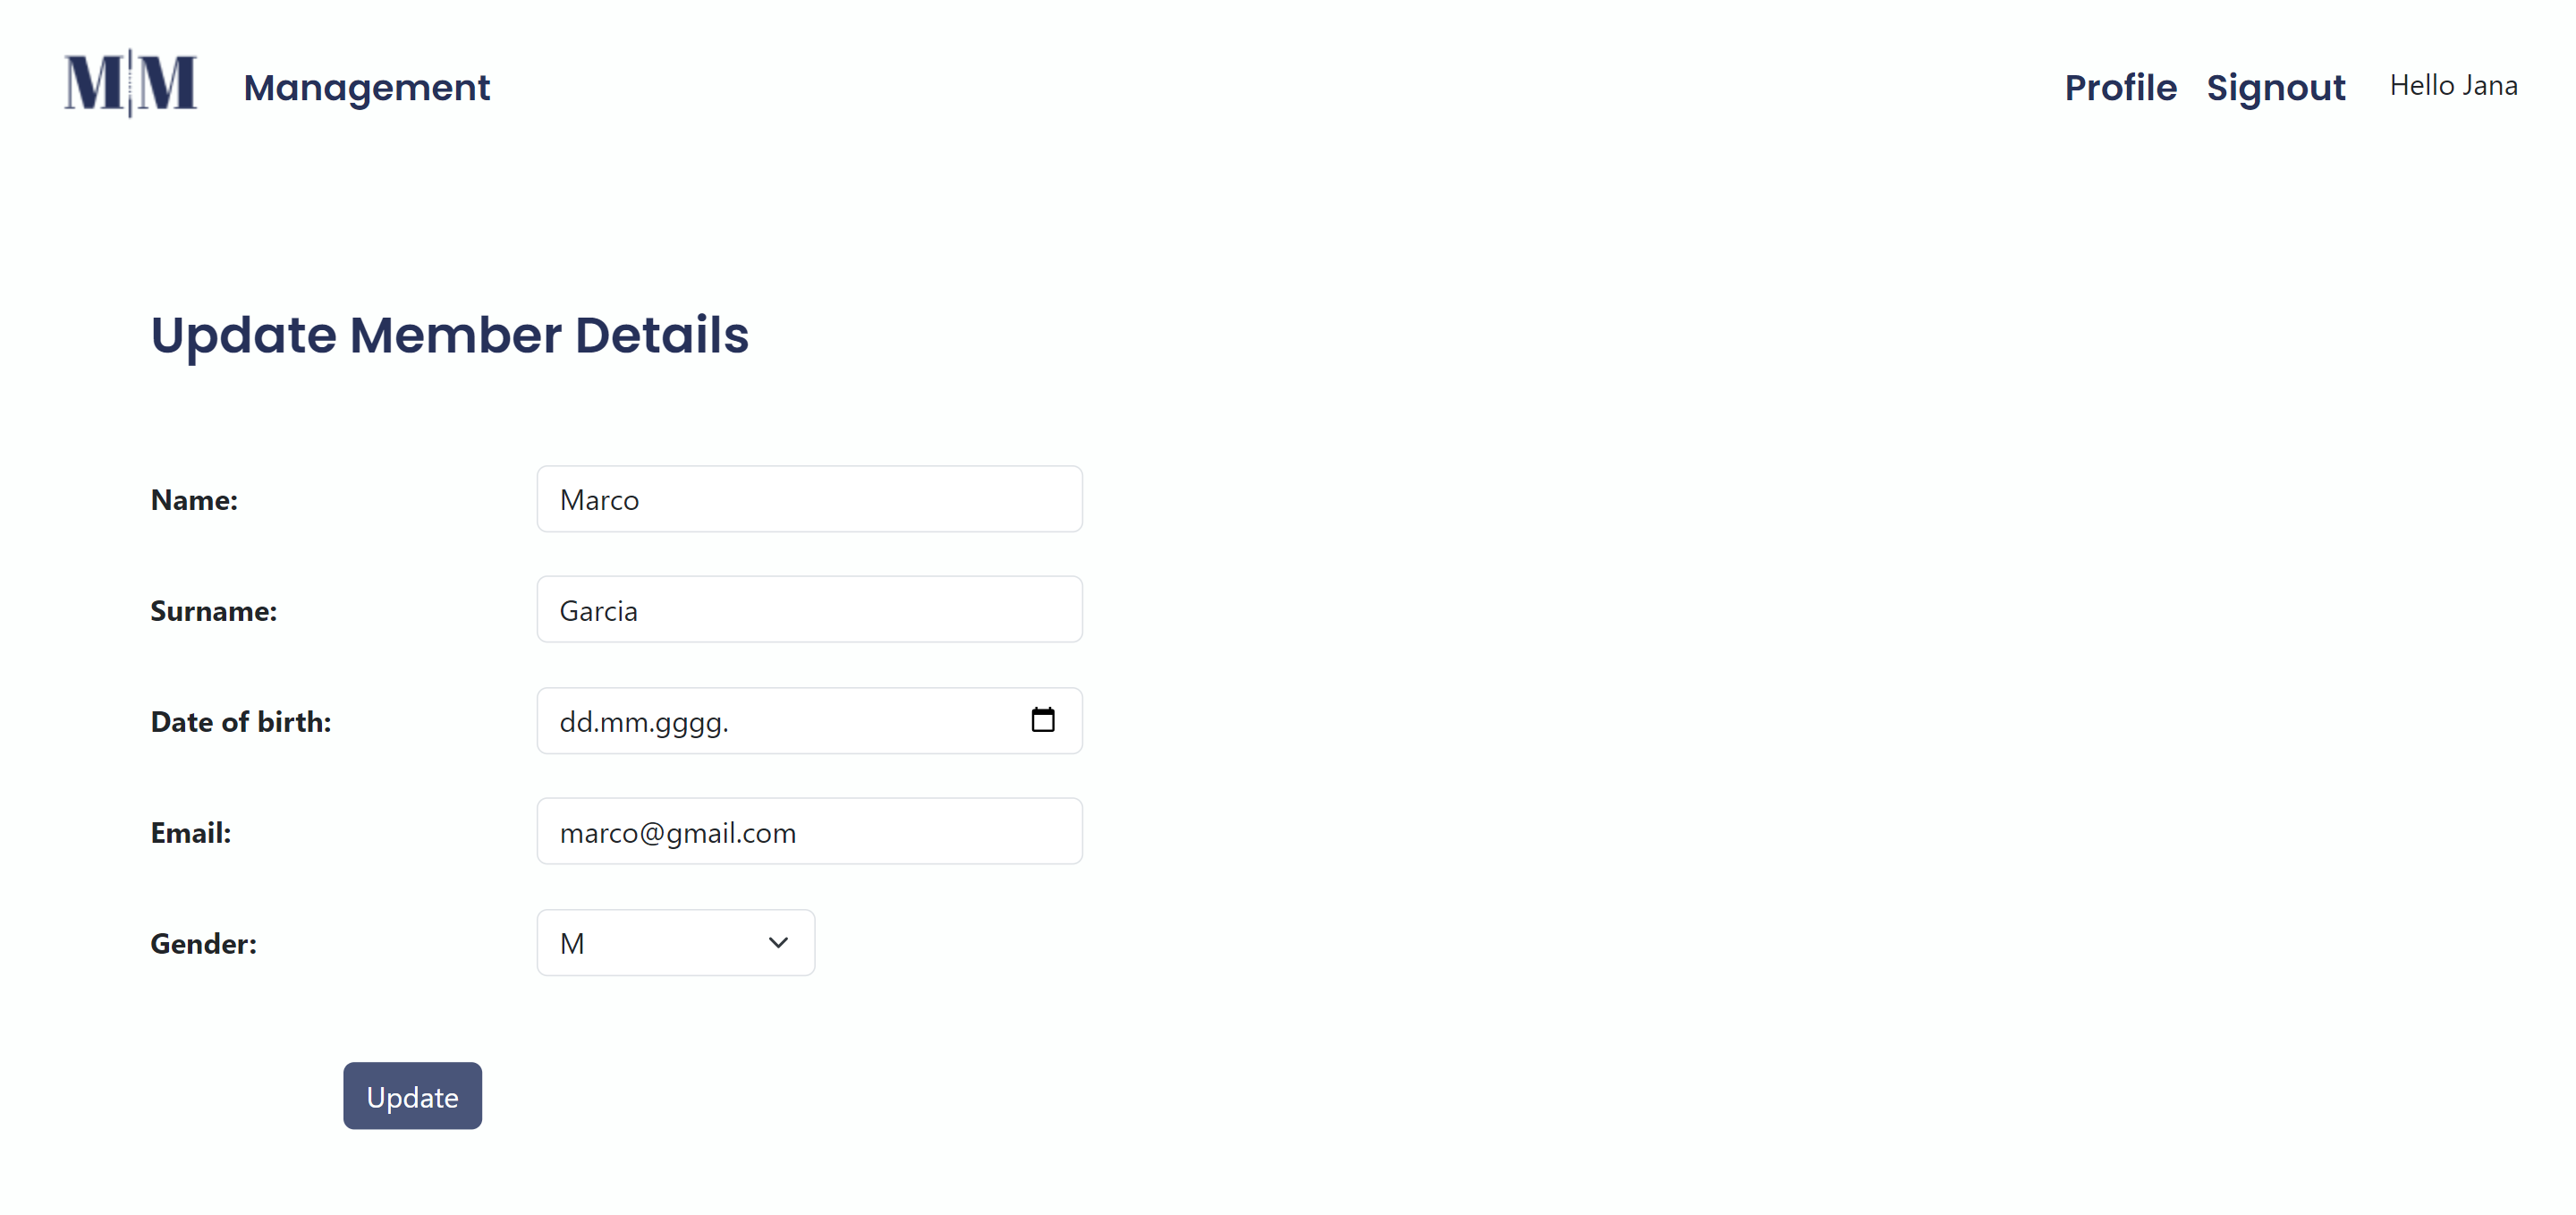 M|M Management Profile Signout Hello Jana
Update Member Details
Name: Marco
Surname: Garcia
Date of birth: dd.mm.gggg.
Email: marco@gmail.com
Gender: M
Update